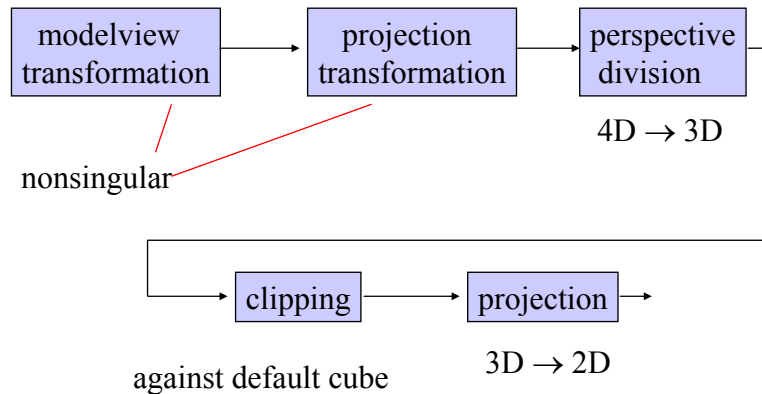 modelview
transformation
projection
transformation
perspective
division
4D → 3D
nonsingular
clipping
projection
against default cube
3D → 2D